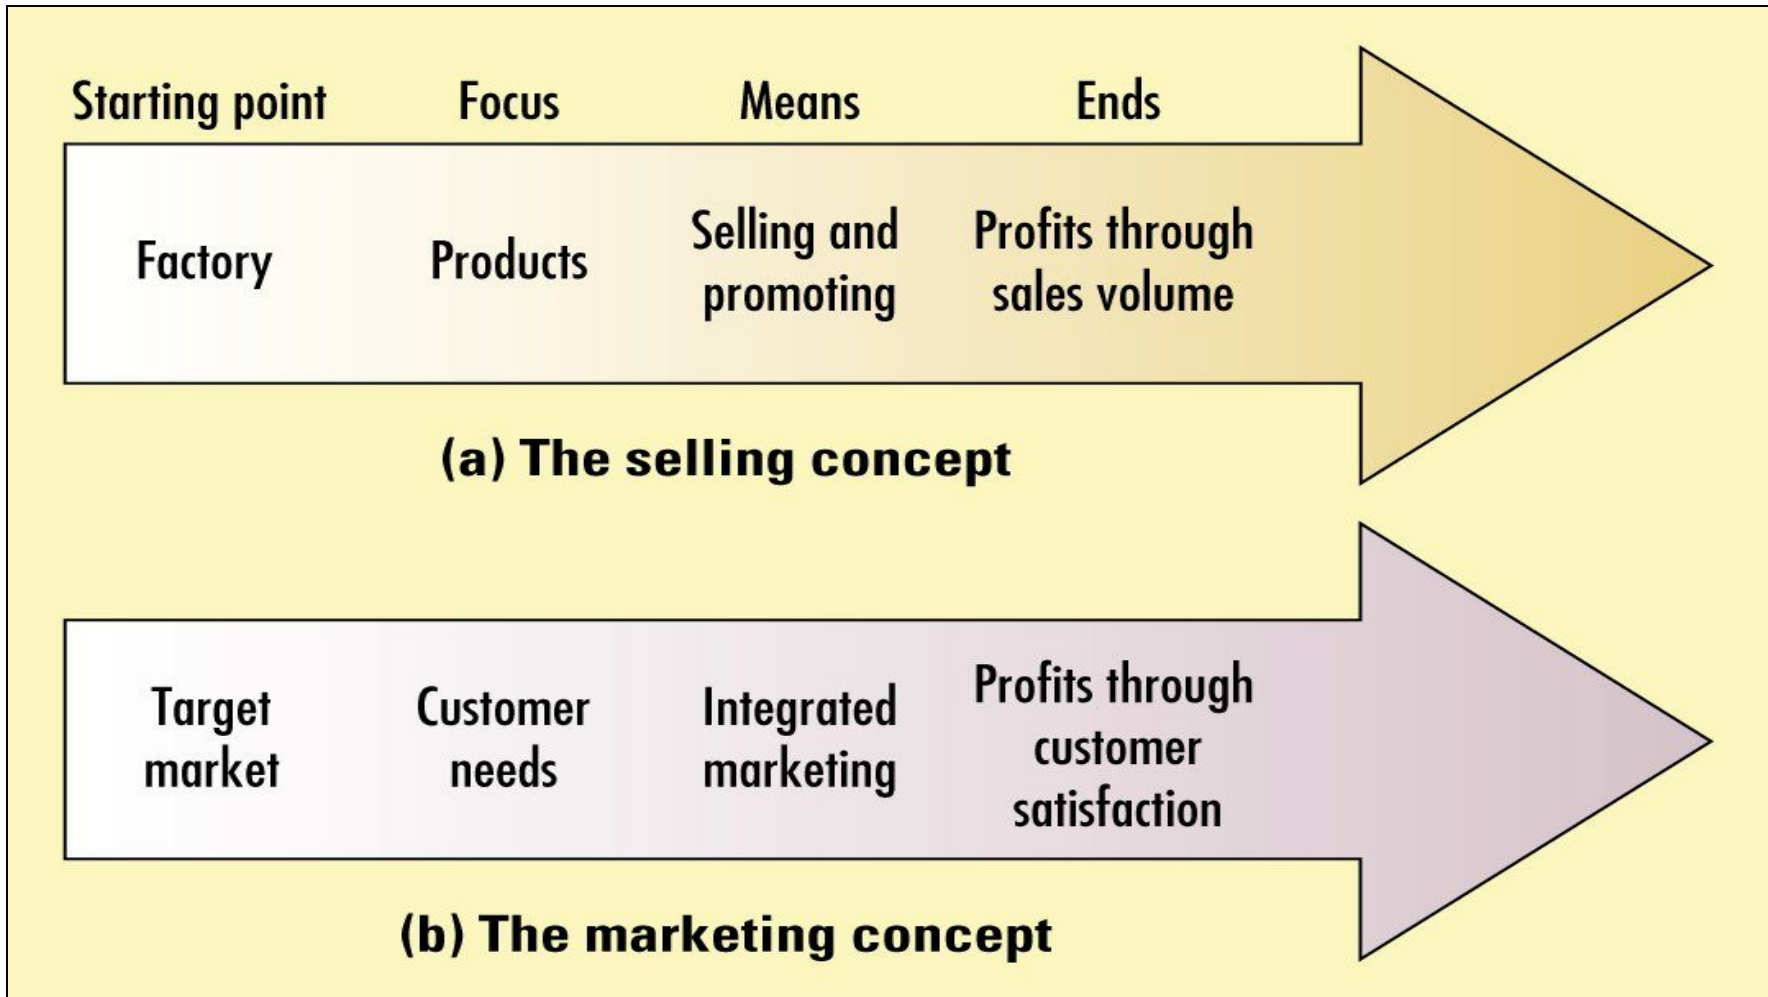 Starting point Focus Means Ends
Factory Products Selling and promoting Profits through sales volume
(a) The selling concept
Target market Customer needs Integrated marketing Profits through customer satisfaction
(b) The marketing concept